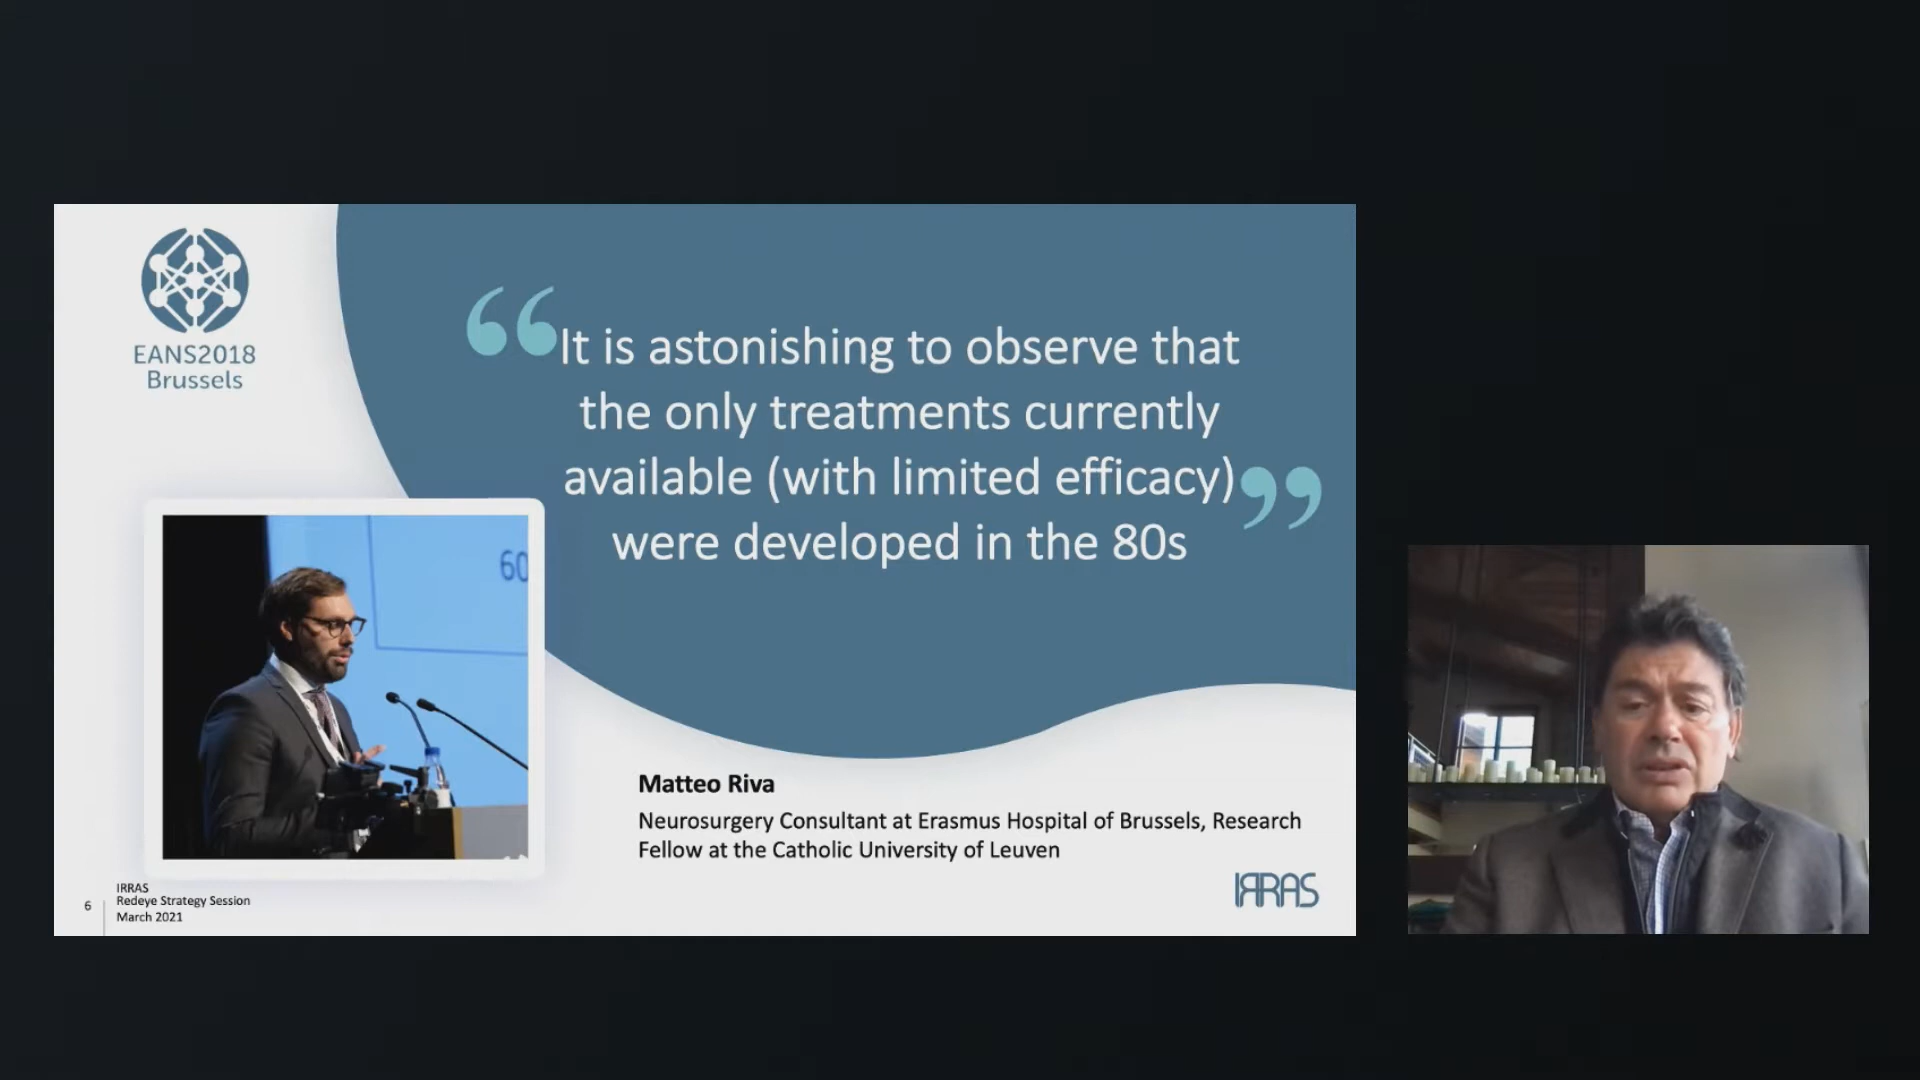 EANS2018
Brussels
“It is astonishing to observe that
the only treatments currently
available (with limited efficacy)”
were developed in the 80s
60
Matteo Riva
Neurosurgery Consultant at Erasmus Hospital of Brussels, Research
Fellow at the Catholic University of Leuven
IRRAS
6
IRRAS
Redeye Strategy Session
March 2021